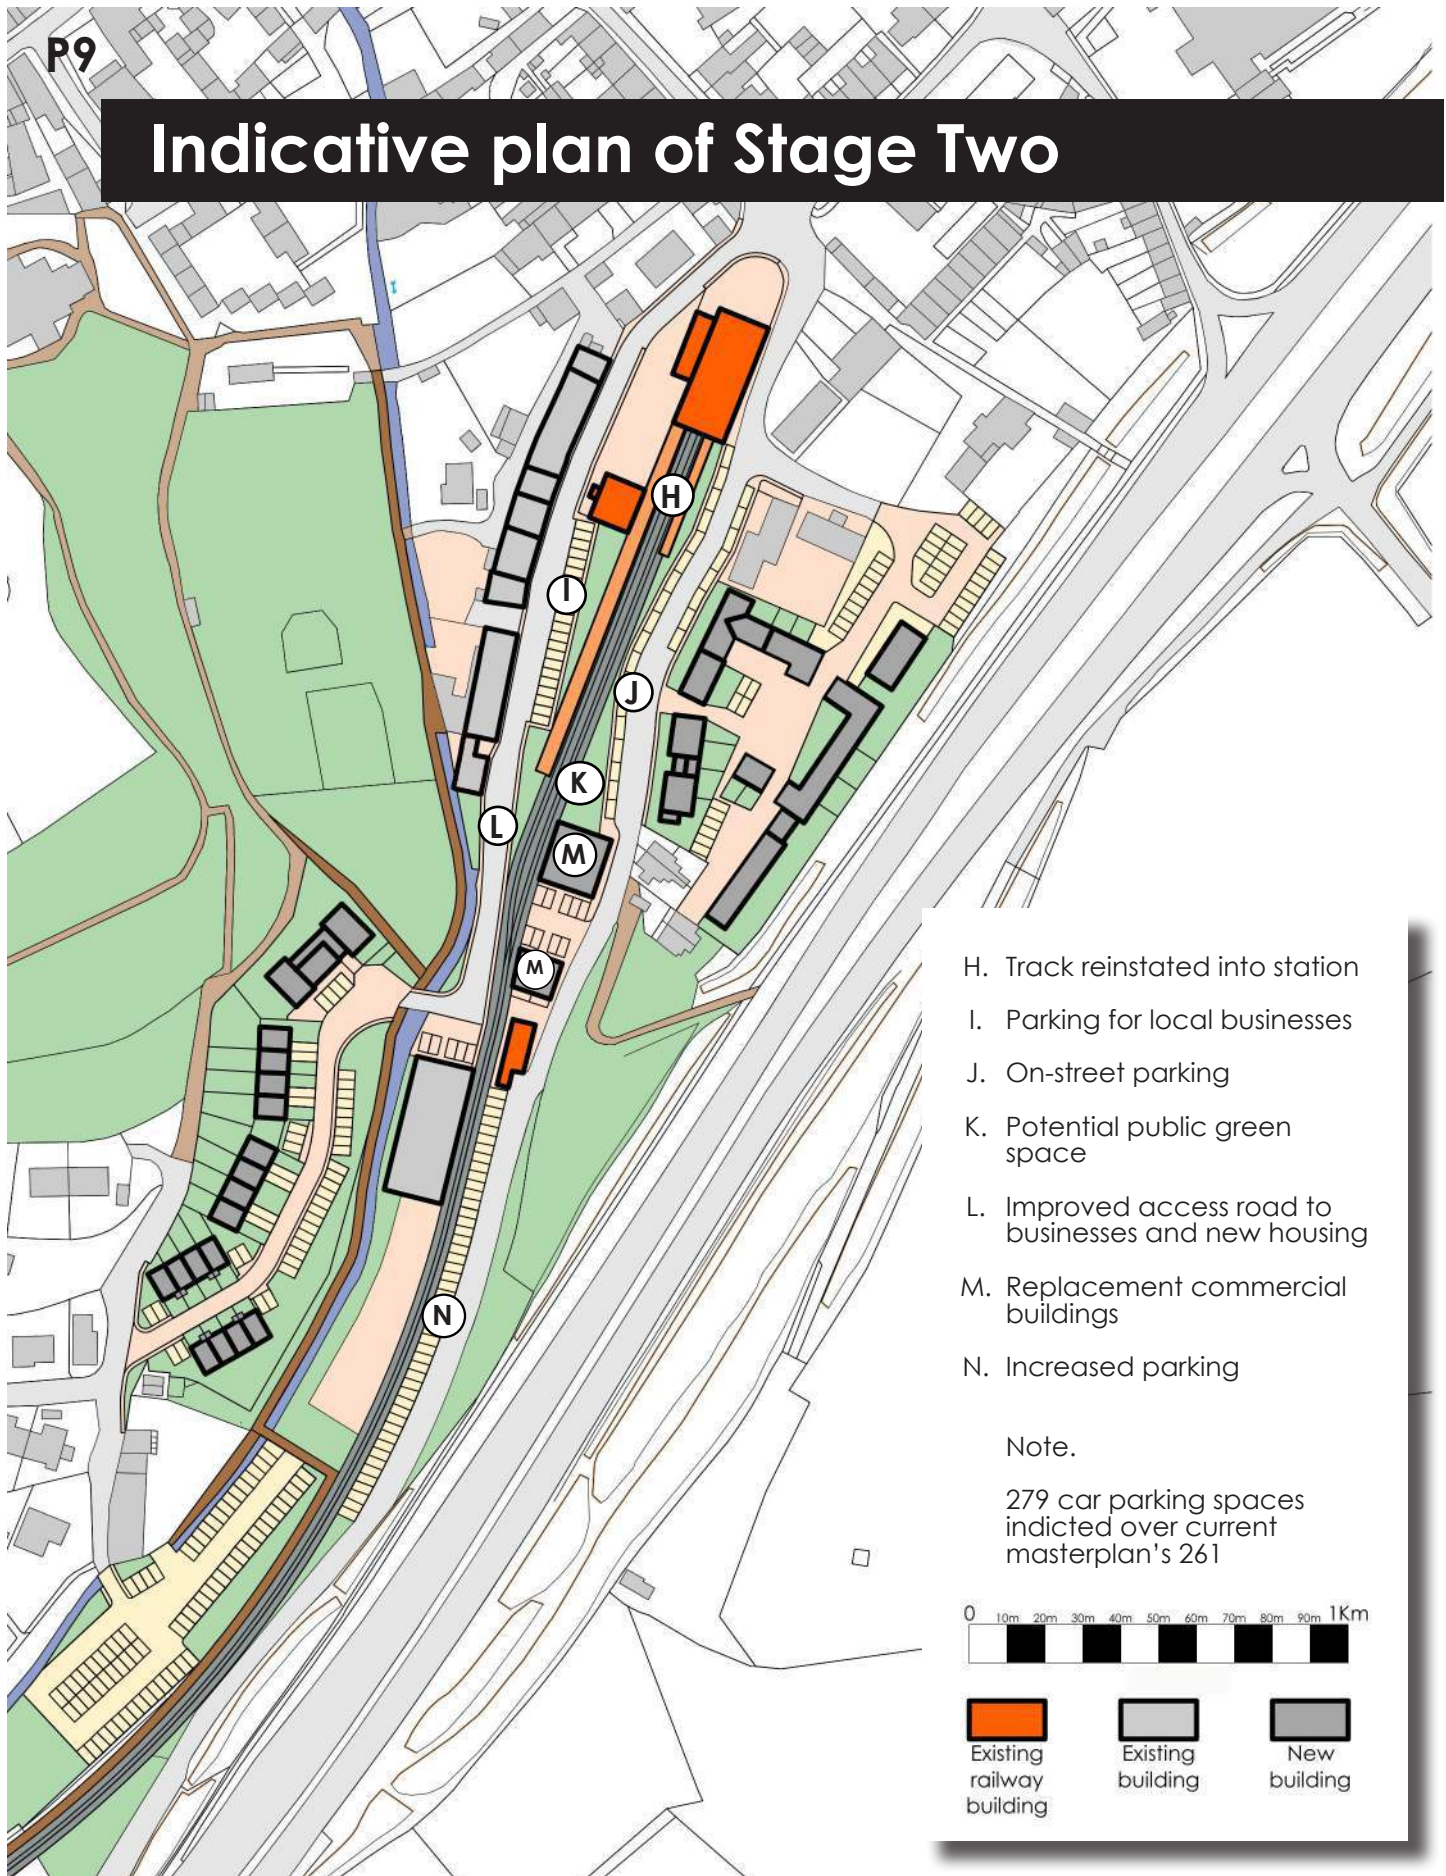 P9
Indicative plan of Stage Two
H
I
J
K
L
M
M
N
H. Track reinstated into station
I. Parking for local businesses
J. On-street parking
K. Potential public green
space
L. Improved access road to
businesses and new housing
M. Replacement commercial
buildings
N. Increased parking
Note.
279 car parking spaces
indicted over current
masterplan's 261
0 10m 20m 30m 40m 50m 60m 70m 80m 90m 1Km
Existing
railway
building
Existing
building
New
building